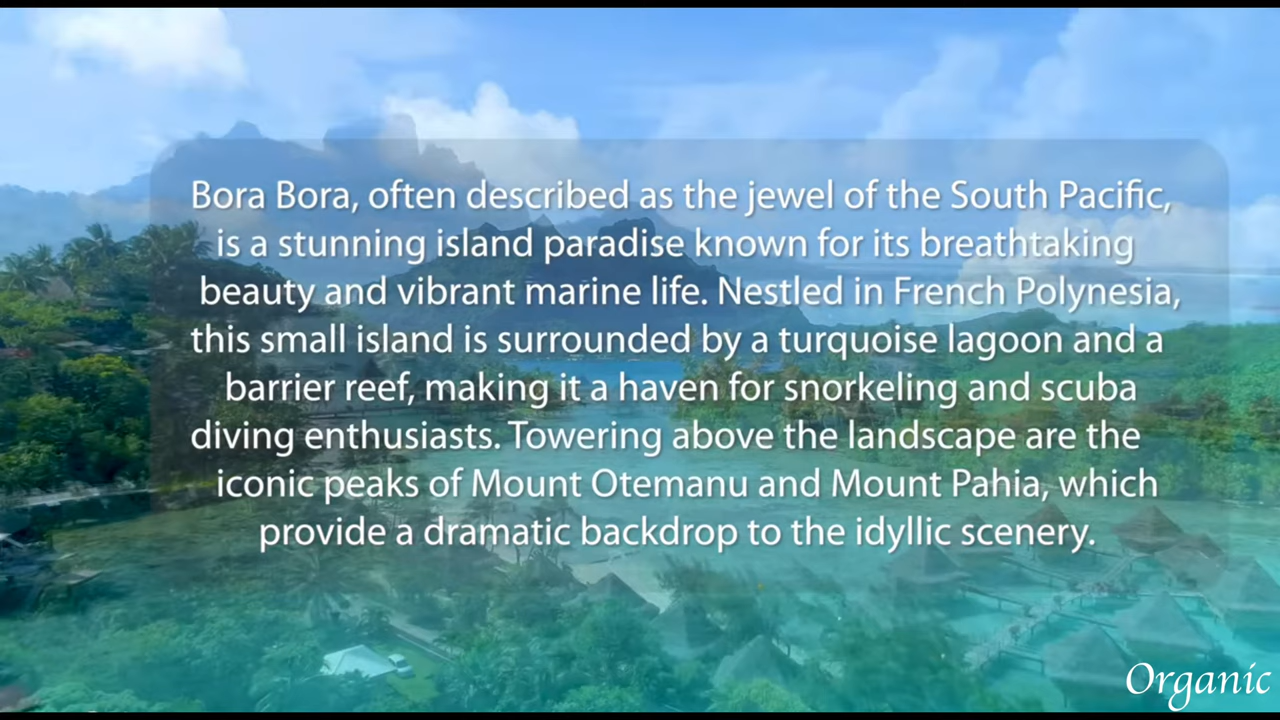 Bora Bora, often described as the jewel of the South Pacific,
is a stunning island paradise known for its breathtaking
beauty and vibrant marine life. Nestled in French Polynesia,
this small island is surrounded by a turquoise lagoon and a
barrier reef, making it a haven for snorkeling and scuba
diving enthusiasts. Towering above the landscape are the
iconic peaks of Mount Otemanu and Mount Pahia, which
provide a dramatic backdrop to the idyllic scenery.
Organic